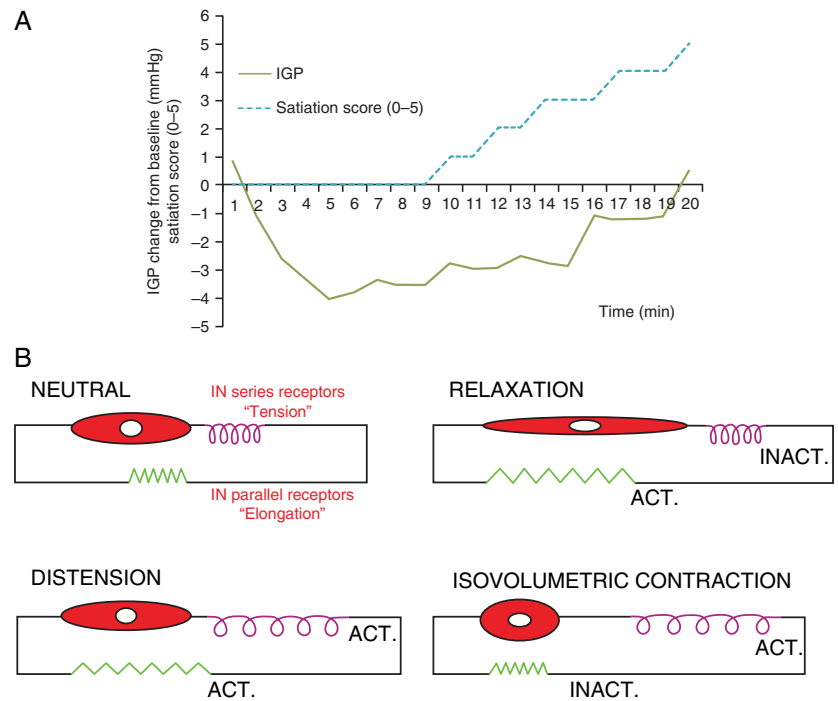 A
IGP change from baseline (mmHg)
satiation score (0–5)
6
5
4
3
2
1
0
–1
–2
–3
–4
–5
IGP
Satiation score (0–5)
1 2 3 4 5 6 7 8 9 10 11 12 13 14 15 16 17 18 19 20
Time (min)
B
NEUTRAL
IN series receptors
“Tension”
IN parallel receptors
“Elongation”
RELAXATION
INACT.
ACT.
DISTENSION
ACT.
ACT.
ISOVOLUMETRIC CONTRACTION
ACT.
INACT.